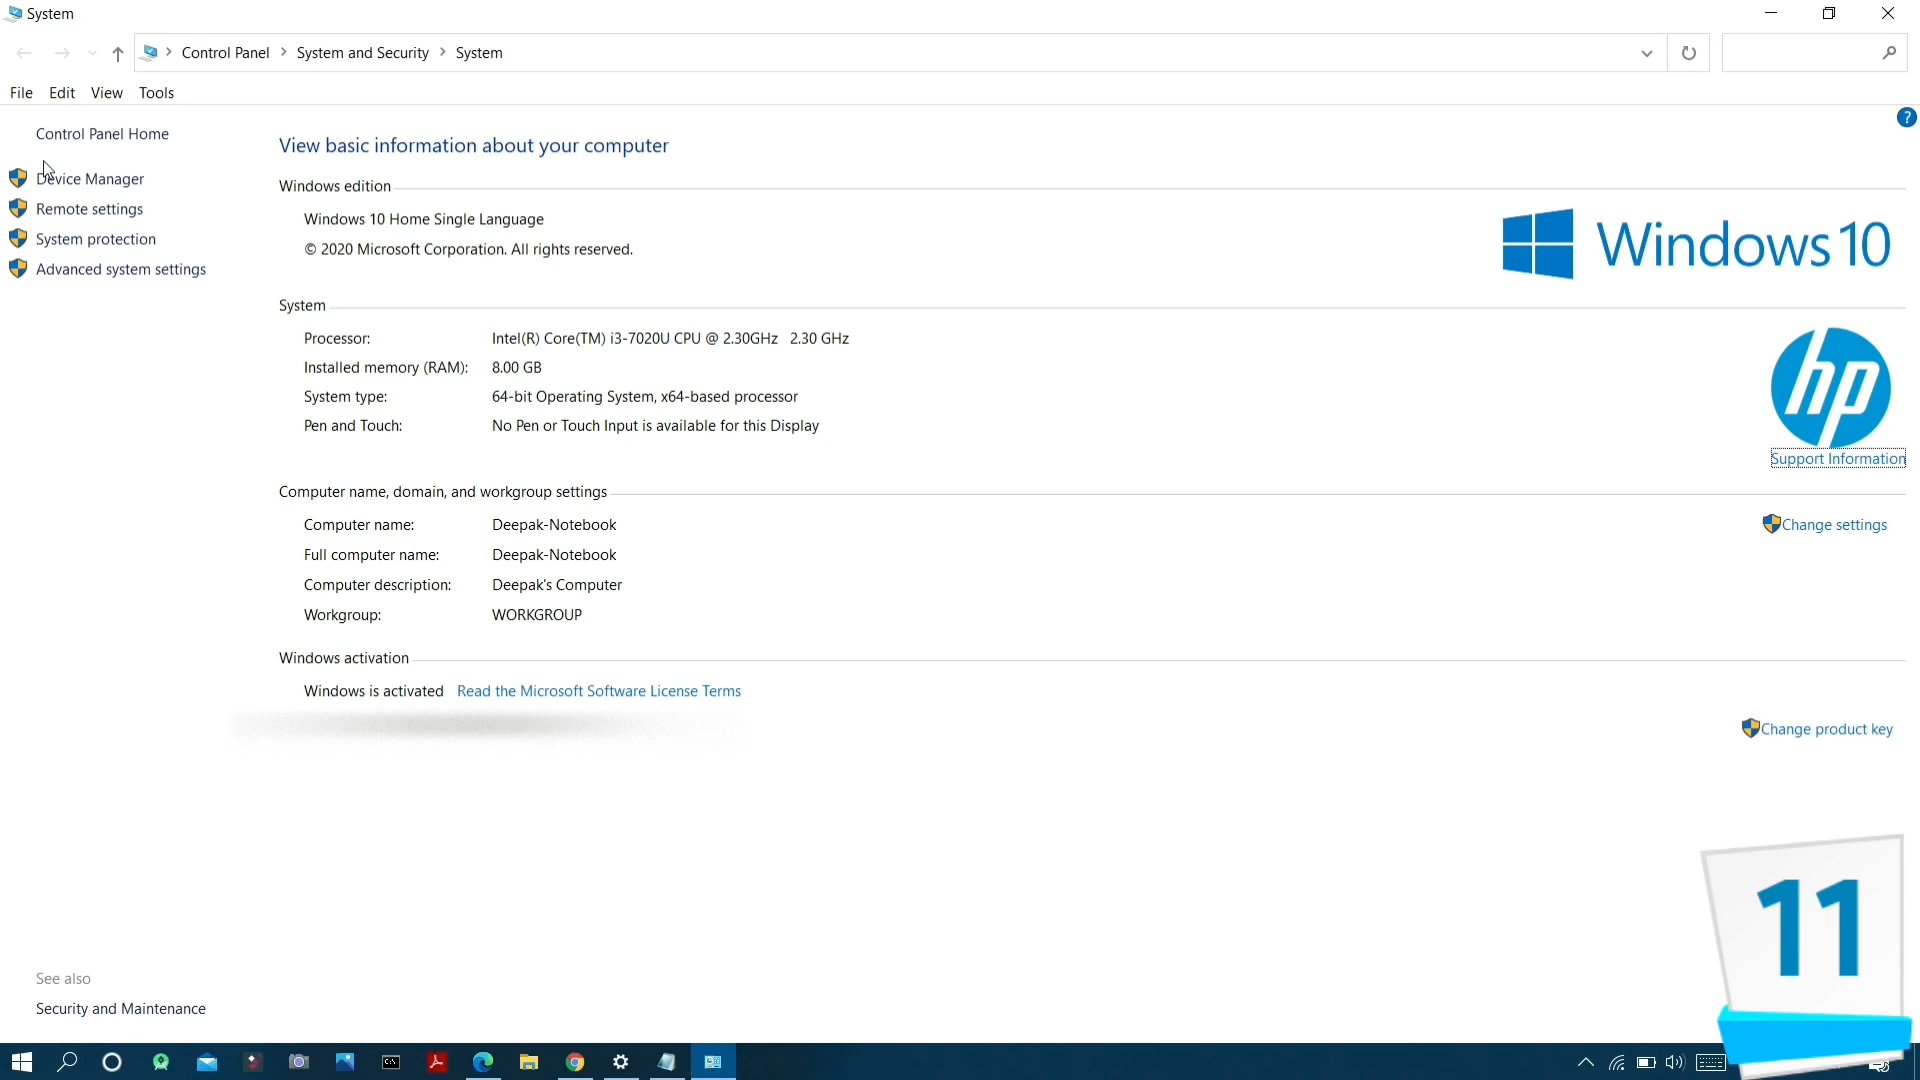 System
Control Panel > System and Security > System
File Edit View Tools
?
Control Panel Home
Device Manager
Remote settings
System protection
Advanced system settings
View basic information about your computer
Windows edition
Windows 10 Home Single Language
© 2020 Microsoft Corporation. All rights reserved.
Windows 10
System
Processor: Intel(R) Core(TM) i3-7020U CPU @ 2.30GHz 2.30 GHz
Installed memory (RAM): 8.00 GB
System type: 64-bit Operating System, x64-based processor
Pen and Touch: No Pen or Touch Input is available for this Display
hp
Support Information
Computer name, domain, and workgroup settings
Computer name: Deepak-Notebook
Change settings
Full computer name: Deepak-Notebook
Computer description: Deepak's Computer
Workgroup: WORKGROUP
Windows activation
Windows is activated Read the Microsoft Software License Terms
Change product key
11
See also
Security and Maintenance